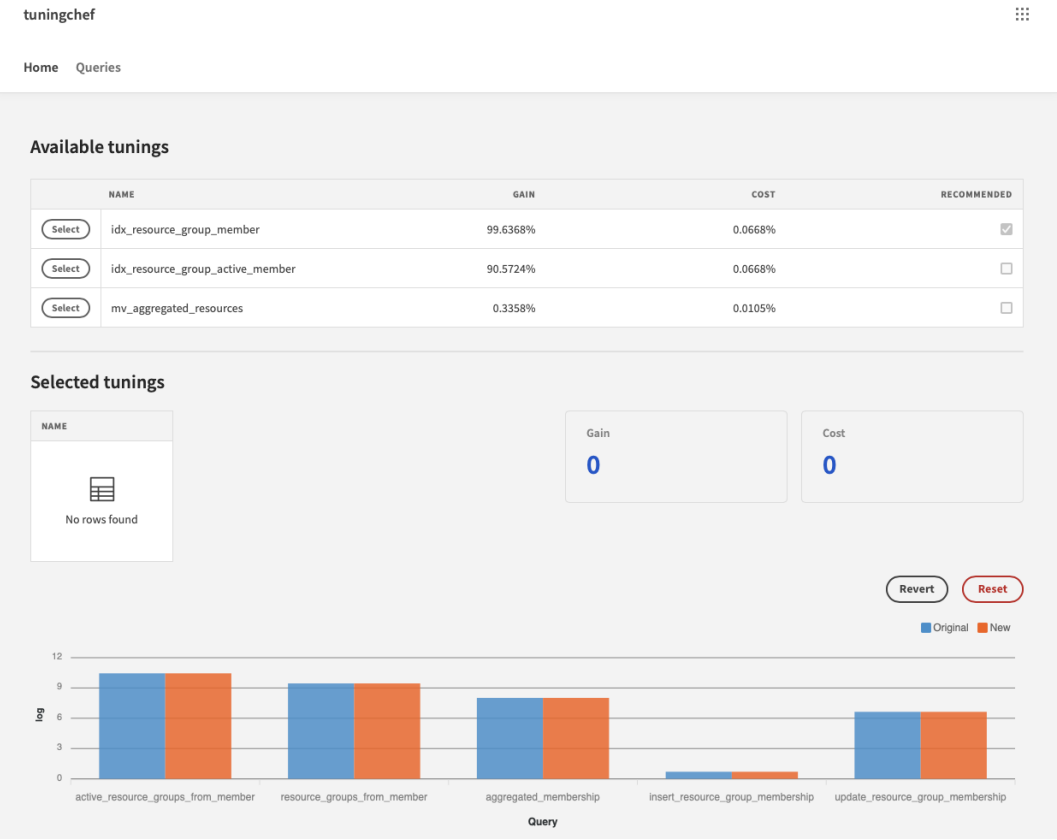 tuningchef
Home Queries
Available tunings
NAME GAIN COST RECOMMENDED
Select idx_resource_group_member 99.6368% 0.0668%
Select idx_resource_group_active_member 90.5724% 0.0668%
Select mv_aggregated_resources 0.3358% 0.0105%
Selected tunings
NAME
No rows found
Gain
0
Cost
0
Revert Reset
Original New
12
9
6
3
0
log
active_resource_groups_from_member resource_groups_from_member aggregated_membership insert_resource_group_membership update_resource_group_membership
Query